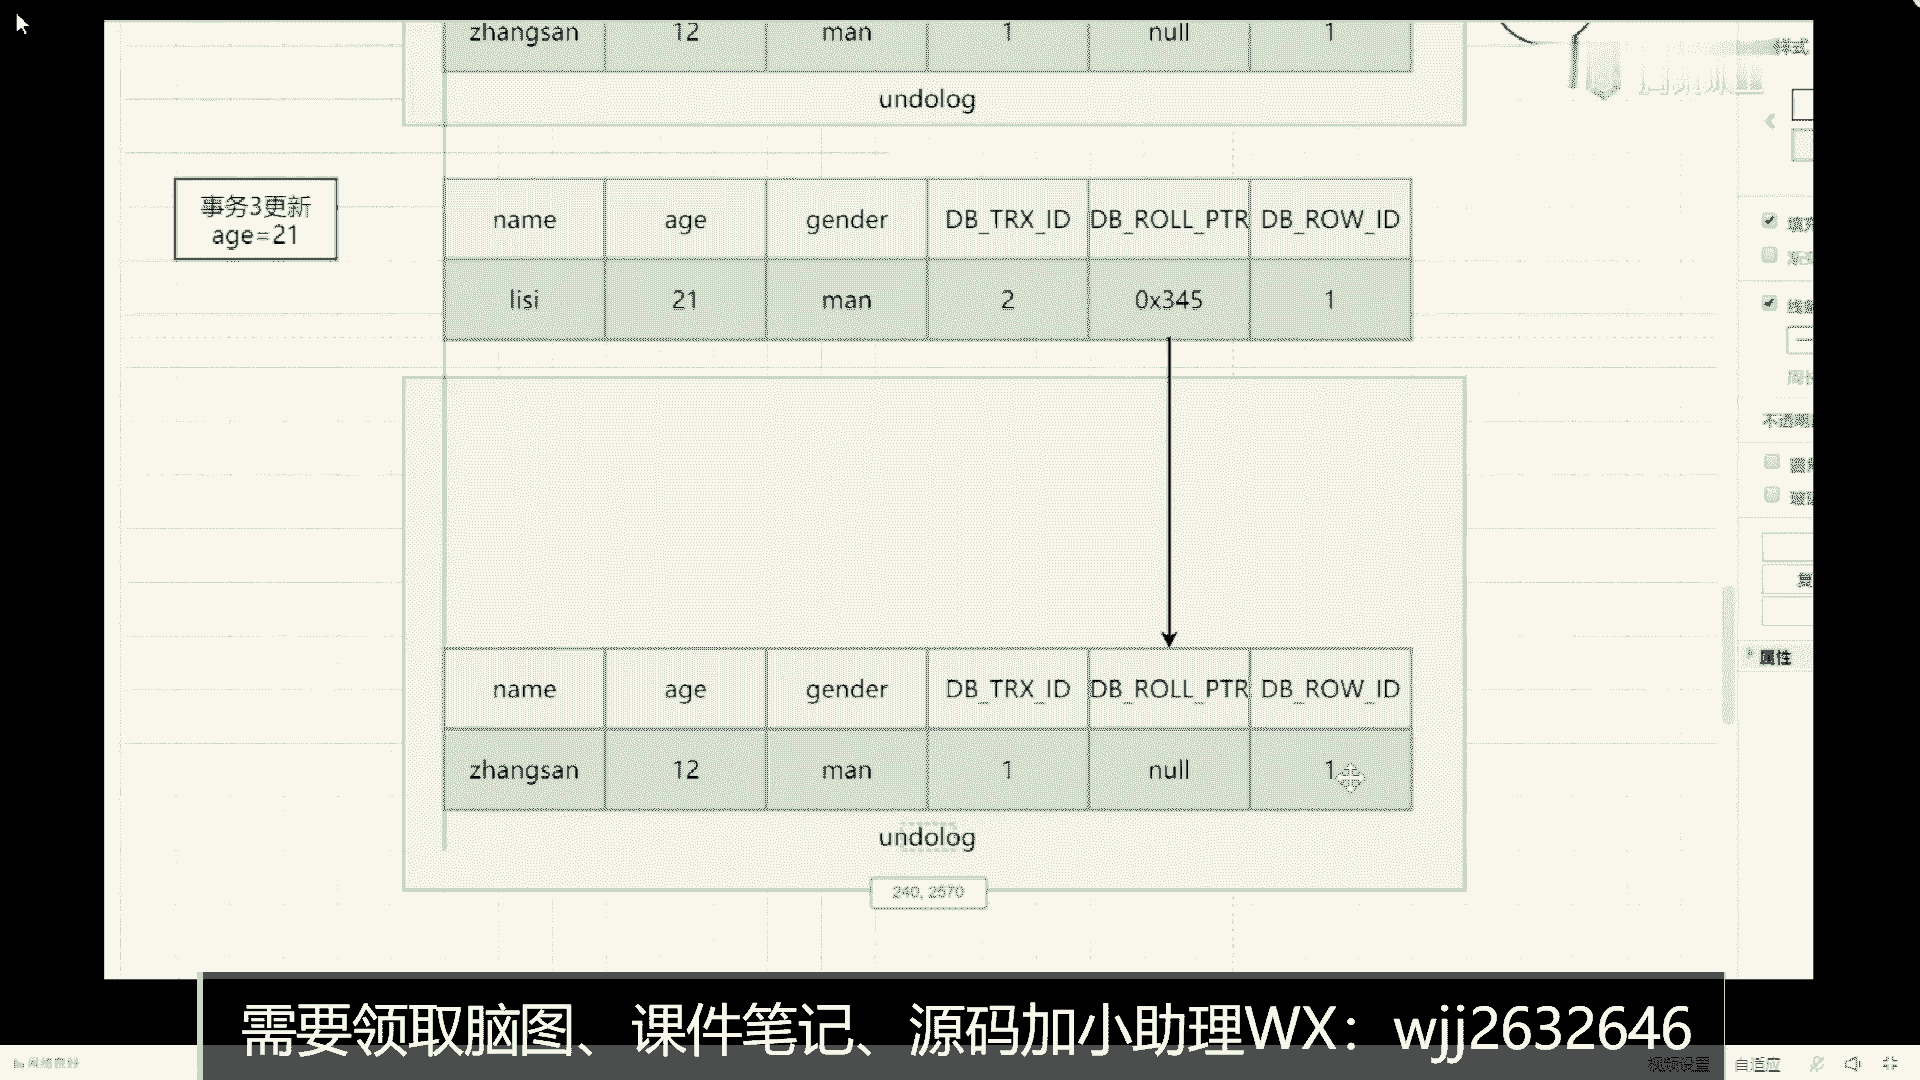 zhangsan 12 man 1 null 1
undolog
样式
事务3更新
age=21
name age gender DB_TRX_ID DB_ROLL_PTR DB_ROW_ID
lisi 21 man 2 0x345 1
不透明
属性
name age gender DB_TRX_ID DB_ROLL_PTR DB_ROW_ID
zhangsan 12 man 1 null 1
undolog
240, 2570
需要领取脑图、课件笔记、源码加小助理WX：wjj2632646
视频设置 自适应